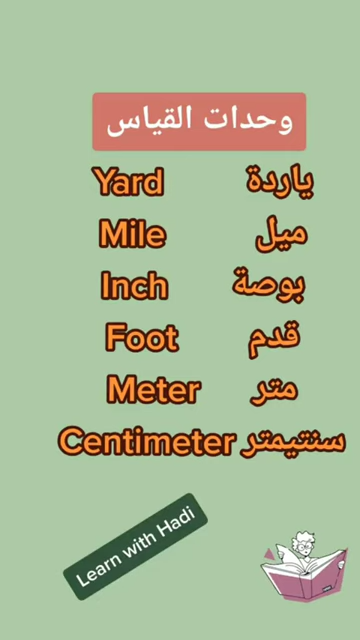 وحدات القياس
Yard ياردة
Mile ميل
Inch بوصة
Foot قدم
Meter متر
Centimeter سنتيمتر
Learn with Hadi